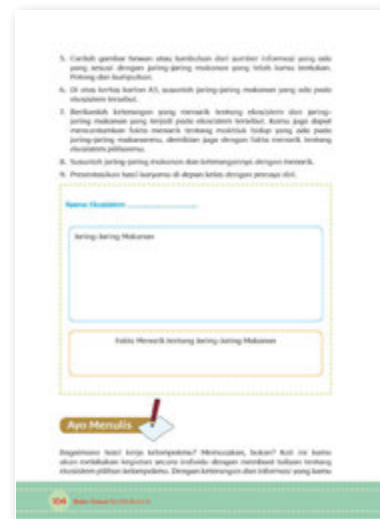 5. Carilah gambar hewan atau tumbuhan dari sumber informasi yang ada
yang sesuai dengan jaring-jaring makanan yang telah kamu tentukan.
Potong dan kumpulkan.
6. Di atas kertas karton A3, susunlah jaring-jaring makanan yang ada pada
ekosistem tersebut.
7. Berikanlah keterangan yang menarik tentang ekosistem dan jaring-
jaring makanan yang terjadi pada ekosistem tersebut. Kamu juga dapat
mencantumkan fakta menarik tentang makhluk hidup yang ada pada
jaring-jaring makananmu, demikian juga dengan fakta menarik tentang
ekosistem pilihanmu.
8. Susunlah jaring-jaring makanan dan keterangannya dengan menarik.
9. Presentasikan hasil karyamu di depan kelas dengan percaya diri.
Nama Ekosistem
Jaring-Jaring Makanan
Fakta Menarik tentang Jaring-Jaring Makanan
Ayo Menulis
Bagaimana hasil kerja kelompokmu? Memuaskan, bukan? Kali ini kamu
akan melakukan kegiatan secara individu dengan membuat tulisan tentang
ekosistem pilihan kelompokmu. Dengan keterangan dan informasi yang kamu
104 Buku Siswa